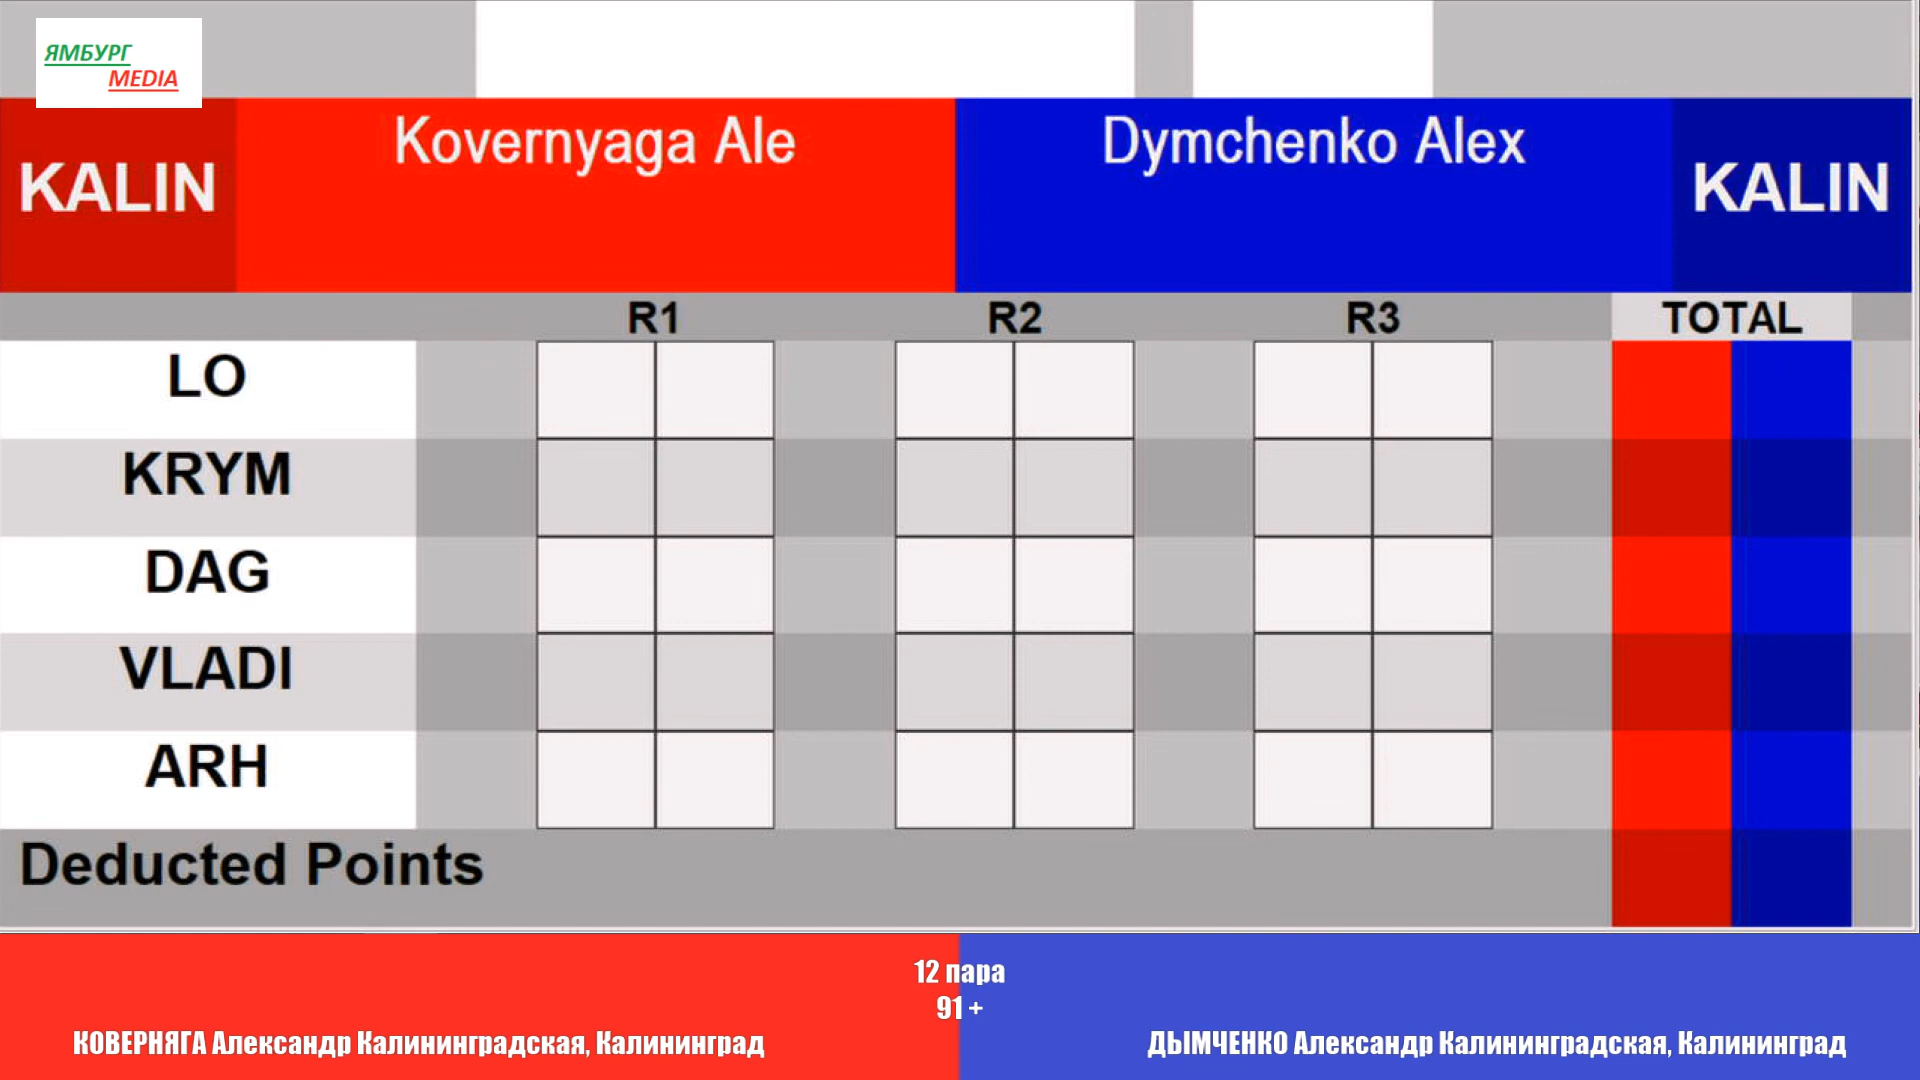 ЯМБУРГ
MEDIA
KALIN
Kovernyaga Ale
Dymchenko Alex
KALIN
R1 R2 R3 TOTAL
LO
KRYM
DAG
VLADI
ARH
Deducted Points
12 пара
91 +
КОВЕРНЯГА Александр Калининградская, Калининград
ДЫМЧЕНКО Александр Калининградская, Калининград